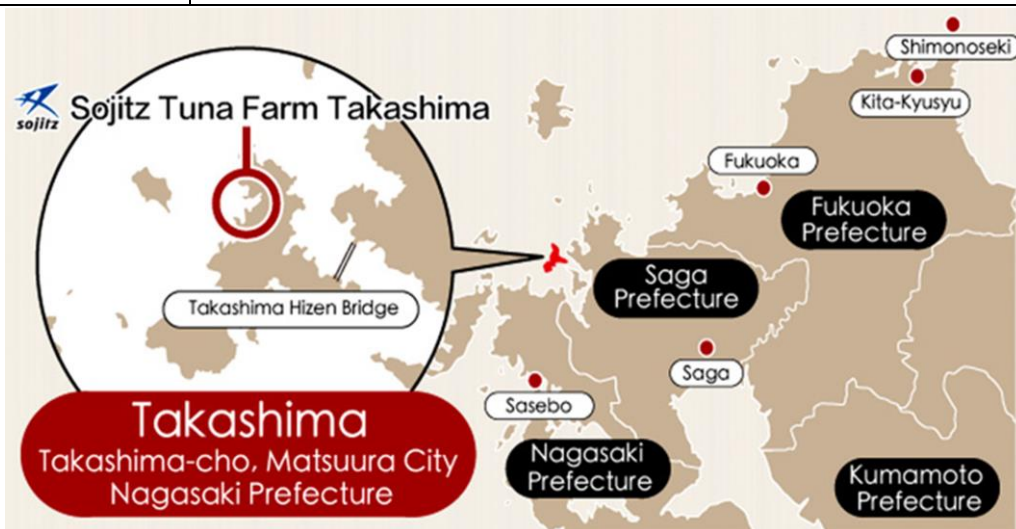 sojitz
Sojitz Tuna Farm Takashima
Takashima Hizen Bridge
Takashima
Takashima-cho, Matsuura City
Nagasaki Prefecture
Shimonoseki
Kita-Kyusyu
Fukuoka
Fukuoka
Prefecture
Saga
Prefecture
Saga
Sasebo
Nagasaki
Prefecture
Kumamoto
Prefecture